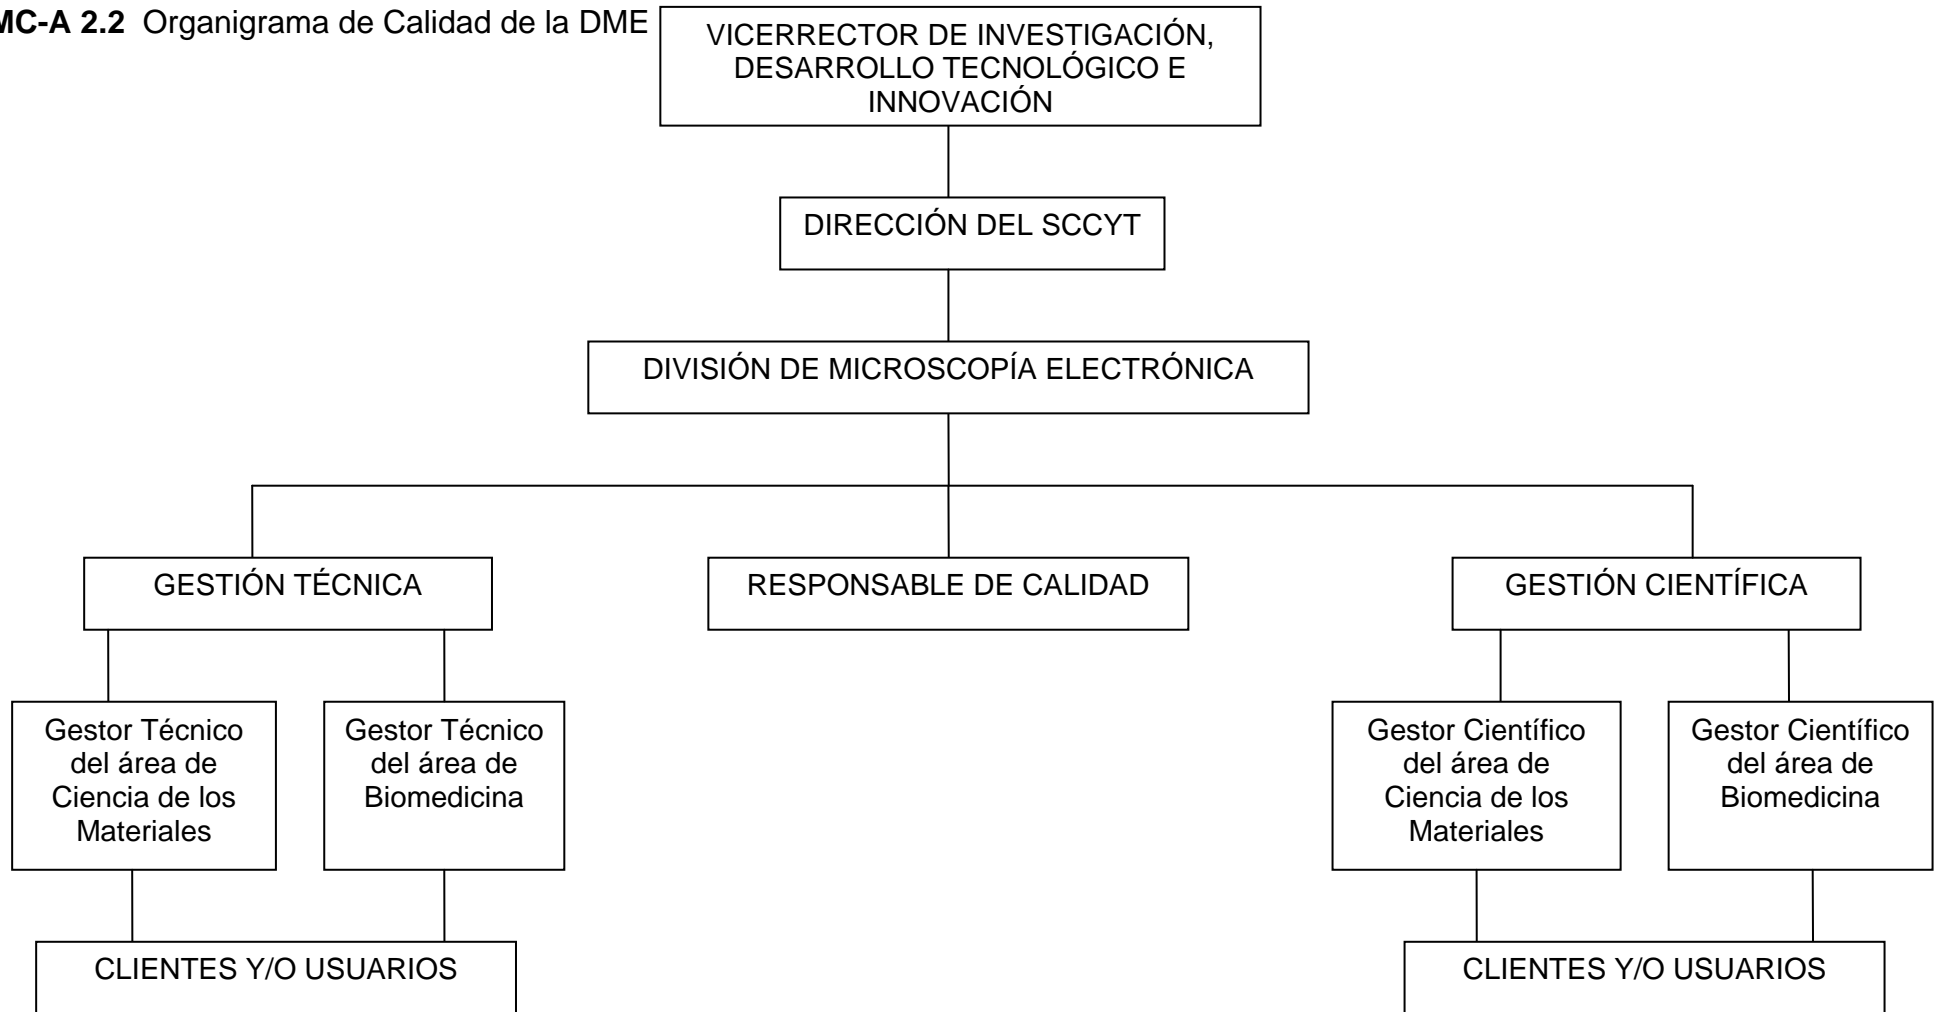 MC-A 2.2 Organigrama de Calidad de la DME
VICERRECTOR DE INVESTIGACIÓN,
DESARROLLO TECNOLÓGICO E
INNOVACIÓN
DIRECCIÓN DEL SCCYT
DIVISIÓN DE MICROSCOPÍA ELECTRÓNICA
GESTIÓN TÉCNICA
RESPONSABLE DE CALIDAD
GESTIÓN CIENTÍFICA
Gestor Técnico
del área de
Ciencia de los
Materiales
Gestor Técnico
del área de
Biomedicina
Gestor Científico
del área de
Ciencia de los
Materiales
Gestor Científico
del área de
Biomedicina
CLIENTES Y/O USUARIOS
CLIENTES Y/O USUARIOS